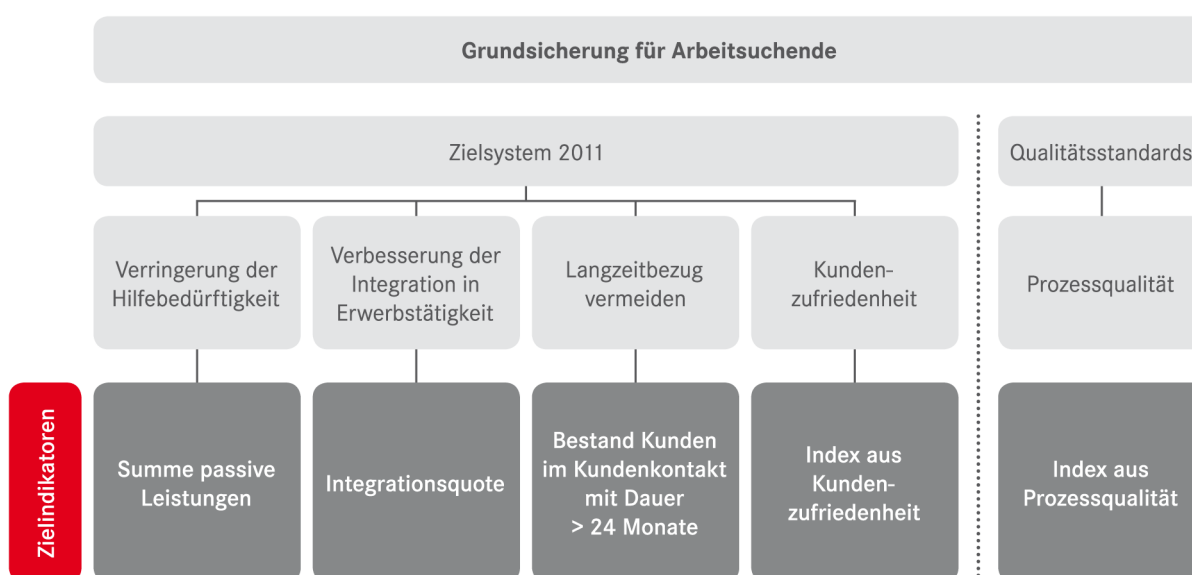 Grundsicherung für Arbeitsuchende
Zielsystem 2011
Qualitätsstandards
Verringerung der
Hilfebedürftigkeit
Verbesserung der
Integration in
Erwerbstätigkeit
Langzeitbezug
vermeiden
Kunden-
zufriedenheit
Prozessqualität
Zielindikatoren
Summe passive
Leistungen
Integrationsquote
Bestand Kunden
im Kundenkontakt
mit Dauer
> 24 Monate
Index aus
Kunden-
zufriedenheit
Index aus
Prozessqualität